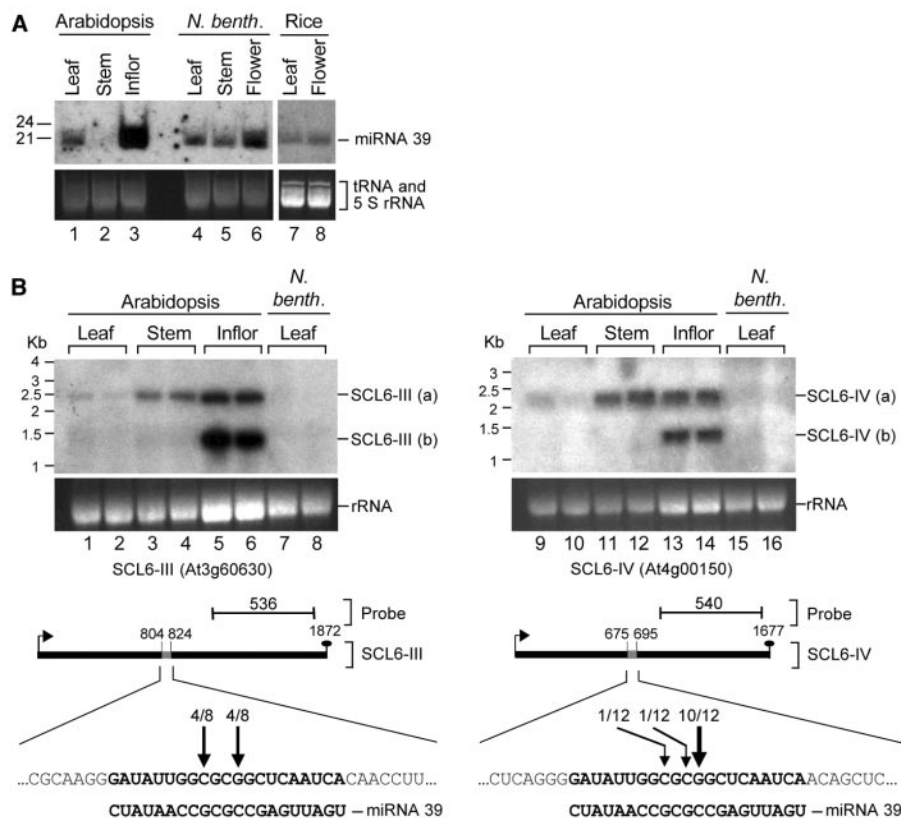 A
Arabidopsis N. benth. Rice
Leaf Stem Inflor Leaf Stem Flower Leaf Flower
24
21
miRNA 39
tRNA and
5 S rRNA
1 2 3 4 5 6 7 8
B
N.
benth.
Arabidopsis
Leaf Stem Inflor Leaf
Kb
4
3
2.5
2
1.5
1
SCL6-III (a)
SCL6-III (b)
rRNA
1 2 3 4 5 6 7 8
SCL6-III (At3g60630)
536
Probe
804 824 1872
SCL6-III
4/8 4/8
...CGCAAGGGAUAUUGGCGCGGCUCAAUCACAACCUU...
CUAUAACCGCGCCGAGUUAGU – miRNA 39
N.
benth.
Arabidopsis
Leaf Stem Inflor Leaf
Kb
3
2.5
2
1.5
1
SCL6-IV (a)
SCL6-IV (b)
rRNA
9 10 11 12 13 14 15 16
SCL6-IV (At4g00150)
540
Probe
675 695 1677
SCL6-IV
1/12 1/12 10/12
...CUCAGGGGAUAUUGGCGCGGCUCAAUCAACAGCUC...
CUAUAACCGCGCCGAGUUAGU – miRNA 39